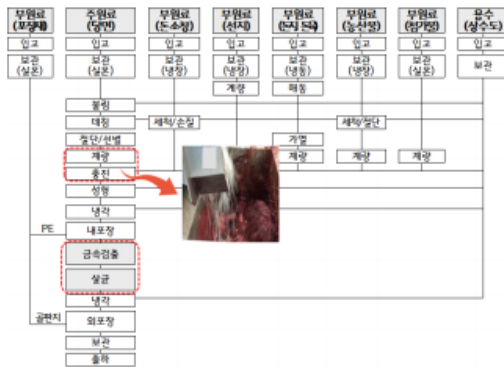 부원료 주원료 부원료 부원료 부원료 부원료 부원료 용수
(포장재) (당면) (돈소창) (선지) (돈지 돈육) (농산물) (첨가물) (상수도)
입고 입고 입고 입고 입고 입고 입고 입고
보관 보관 보관 보관 보관 보관 보관 보관
(실온) (실온) (냉장) (냉장) (냉동) (냉장) (실온)
계량 해동
불림
데침 세척/손질 세척/절단
절단/선별 가열
계량 계량 계량 계량
충진
성형
냉각
PE 내포장
금속검출
살균
냉각
골판지 외포장
보관
출하